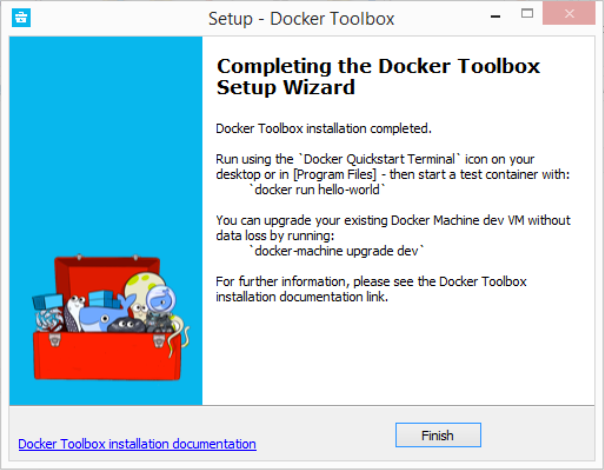 Setup - Docker Toolbox
Completing the Docker Toolbox
Setup Wizard
Docker Toolbox installation completed.
Run using the `Docker Quickstart Terminal` icon on your
desktop or in [Program Files] - then start a test container with:
`docker run hello-world`
You can upgrade your existing Docker Machine dev VM without
data loss by running:
`docker-machine upgrade dev`
For further information, please see the Docker Toolbox
installation documentation link.
Docker Toolbox installation documentation
Finish